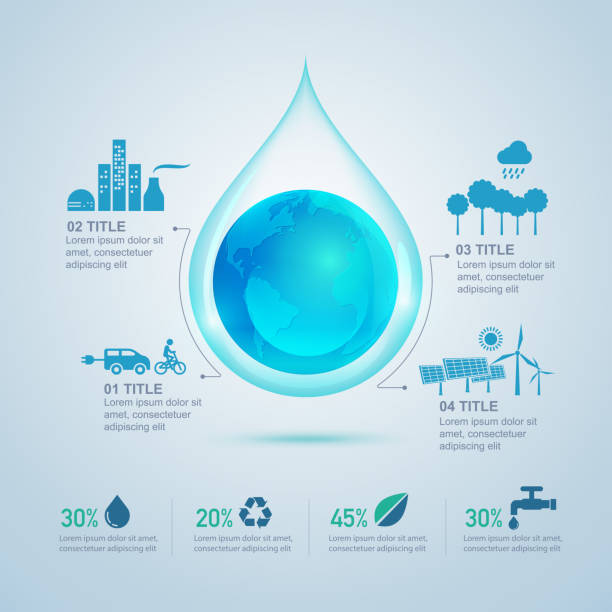 02 TITLE
Lorem ipsum dolor sit
amet, consectetuer
adipiscing elit
03 TITLE
Lorem ipsum dolor sit
amet, consectetuer
adipiscing elit
01 TITLE
Lorem ipsum dolor sit
amet, consectetuer
adipiscing elit
04 TITLE
Lorem ipsum dolor sit
amet, consectetuer
adipiscing elit
30%
Lorem ipsum dolor sit amet,
consectetuer adipiscing elit
20%
Lorem ipsum dolor sit amet,
consectetuer adipiscing elit
45%
Lorem ipsum dolor sit amet,
consectetuer adipiscing elit
30%
Lorem ipsum dolor sit amet,
consectetuer adipiscing elit